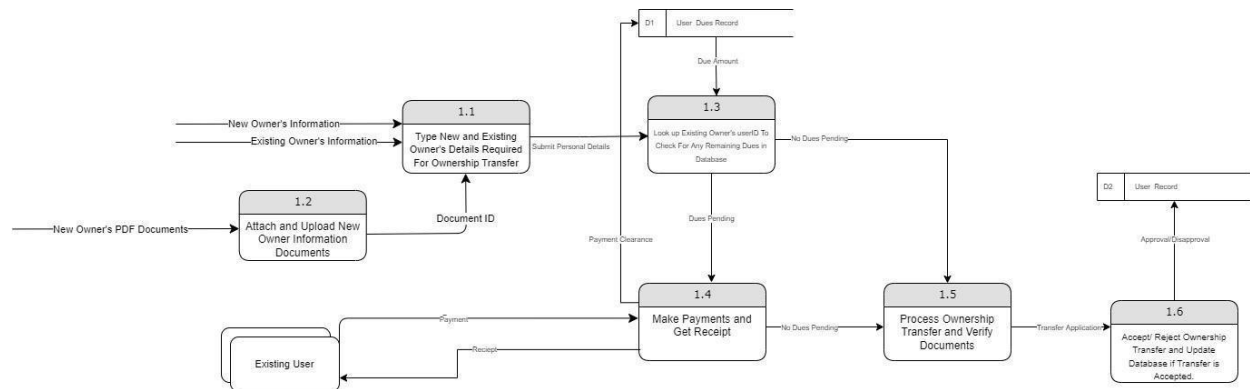 D1 User Dues Record
Due Amount
1.1
Type New and Existing
Owner's Details Required
For Ownership Transfer
New Owner's Information
Existing Owner's Information
Submit Personal Details
1.3
Look up Existing Owner's userID To
Check For Any Remaining Dues in
Database
No Dues Pending
1.2
Attach and Upload New
Owner Information
Documents
New Owner's PDF Documents
Document ID
Dues Pending
Payment Clearance
D2 User Record
Approval/Disapproval
1.4
Make Payments and
Get Receipt
No Dues Pending
1.5
Process Ownership
Transfer and Verify
Documents
Transfer Application
1.6
Accept/ Reject Ownership
Transfer and Update
Database if Transfer is
Accepted.
Payment
Reciept
Existing User